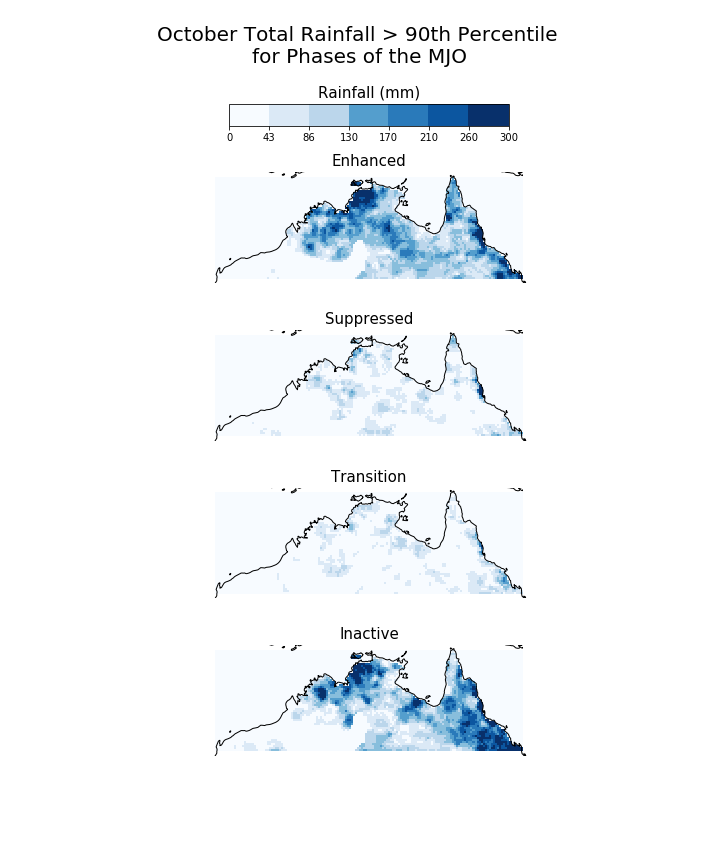 October Total Rainfall > 90th Percentile
for Phases of the MJO
Rainfall (mm)
0 43 86 130 170 210 260 300
Enhanced
Suppressed
Transition
Inactive